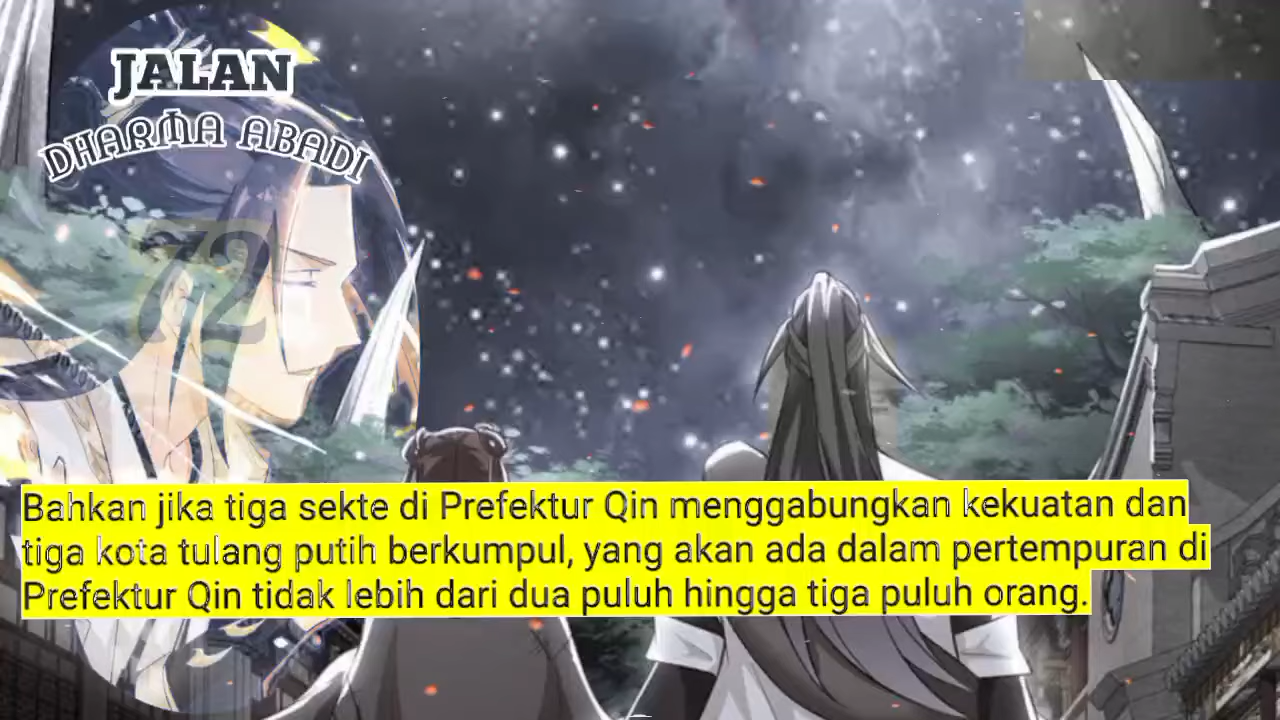 JALAN
DHARMA ABADI
72
Bahkan jika tiga sekte di Prefektur Qin menggabungkan kekuatan dan
tiga kota tulang putih berkumpul, yang akan ada dalam pertempuran di
Prefektur Qin tidak lebih dari dua puluh hingga tiga puluh orang.